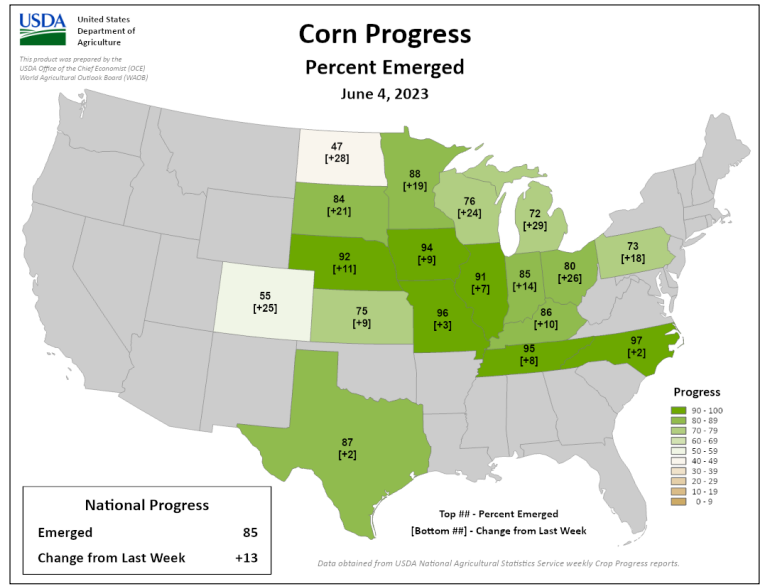 USDA
United States
Department of
Agriculture
This product was prepared by the
USDA Office of the Chief Economist (OCE)
World Agricultural Outlook Board (WAOB)
Corn Progress
Percent Emerged
June 4, 2023
47
[+28]
88
[+19]
84
[+21]
76
[+24]
72
[+29]
73
[+18]
92
[+11]
94
[+9]
91
[+7]
85
[+14]
80
[+26]
55
[+25]
75
[+9]
96
[+3]
86
[+10]
95
[+8]
97
[+2]
87
[+2]
Progress
90 - 100
80 - 89
70 - 79
60 - 69
50 - 59
40 - 49
30 - 39
20 - 29
10 - 19
0 - 9
National Progress
Emerged 85
Change from Last Week +13
Top ## - Percent Emerged
[Bottom ##] - Change from Last Week
Data obtained from USDA National Agricultural Statistics Service weekly Crop Progress reports.